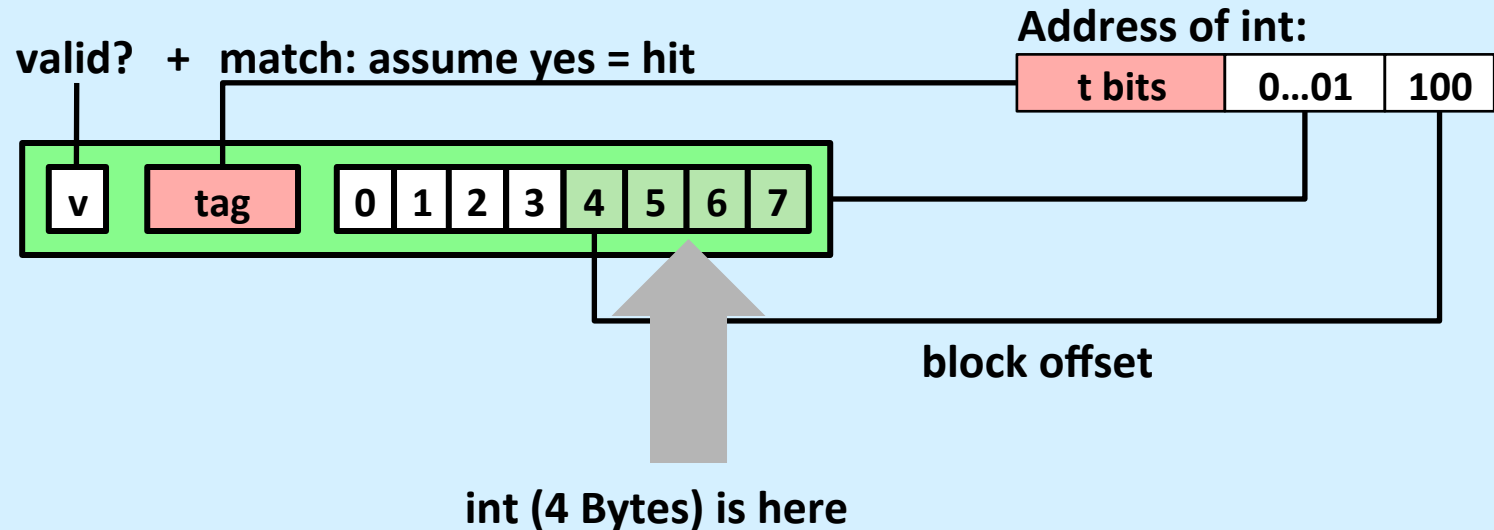 Address of int:
valid? + match: assume yes = hit
t bits 0...01 100
v tag 0 1 2 3 4 5 6 7
block offset
int (4 Bytes) is here